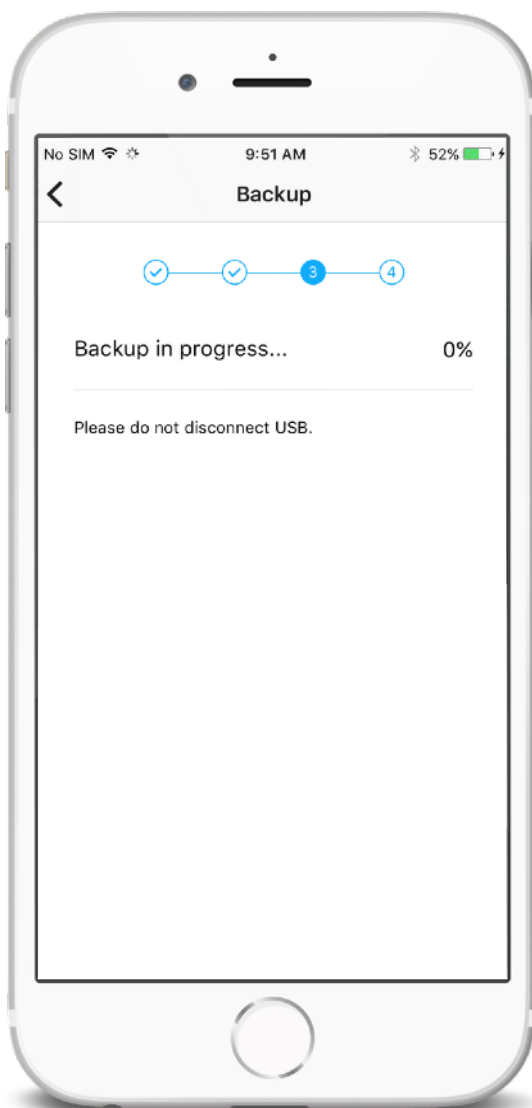 No SIM 9:51 AM 52%
Backup
3 4
Backup in progress... 0%
Please do not disconnect USB.